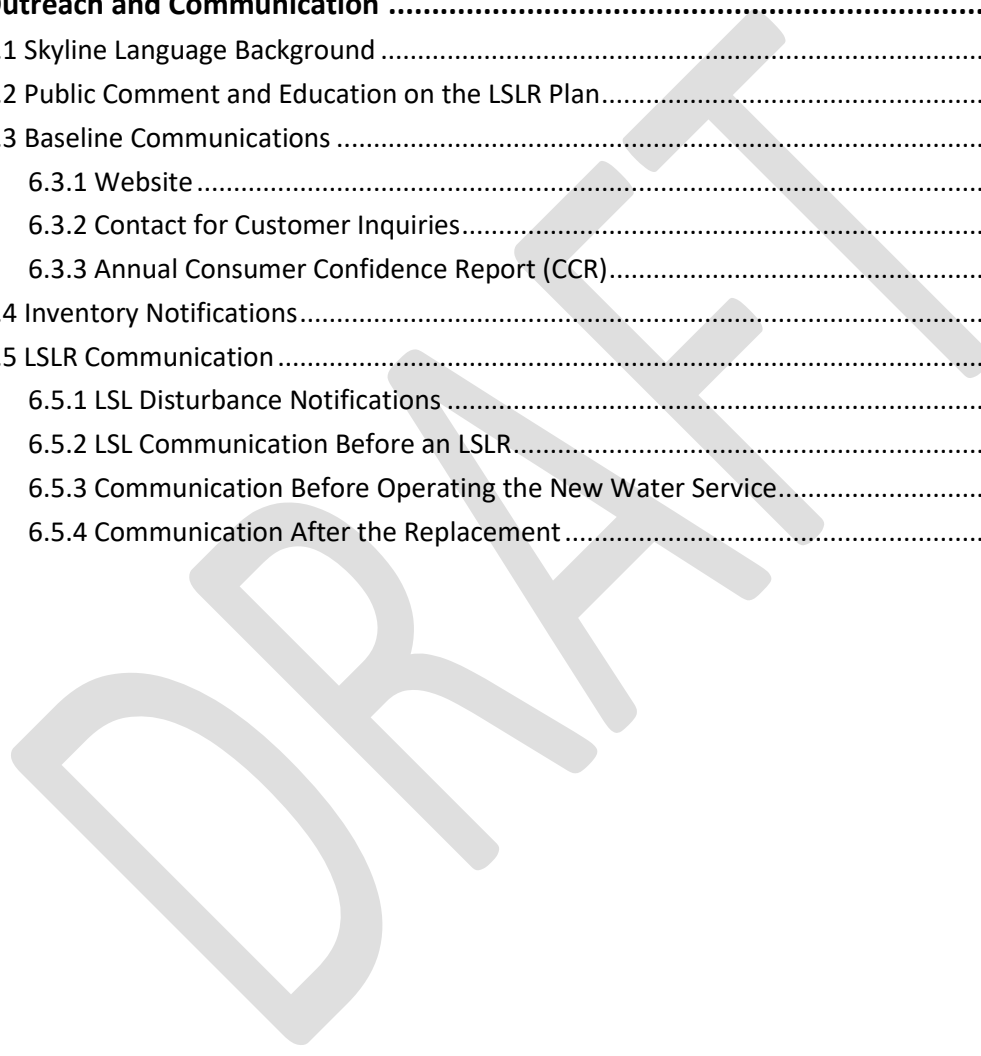 Outreach and Communication ........................................................................
.1 Skyline Language Background ........................................................................
.2 Public Comment and Education on the LSLR Plan.............................................
.3 Baseline Communications ..............................................................................
6.3.1 Website ....................................................................................................
6.3.2 Contact for Customer Inquiries................................................................
6.3.3 Annual Consumer Confidence Report (CCR).............................................
.4 Inventory Notifications...................................................................................
.5 LSLR Communication ......................................................................................
6.5.1 LSL Disturbance Notifications ..................................................................
6.5.2 LSL Communication Before an LSLR.........................................................
6.5.3 Communication Before Operating the New Water Service........................
6.5.4 Communication After the Replacement ...................................................
DRAFT